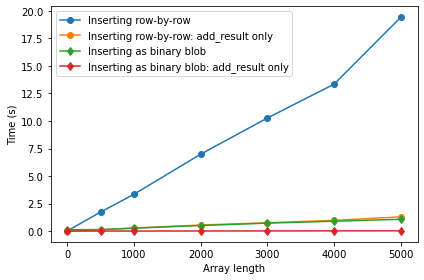 20.0
17.5
15.0
12.5
10.0
7.5
5.0
2.5
0.0
Time (s)
Inserting row-by-row
Inserting row-by-row: add_result only
Inserting as binary blob
Inserting as binary blob: add_result only
0 1000 2000 3000 4000 5000
Array length